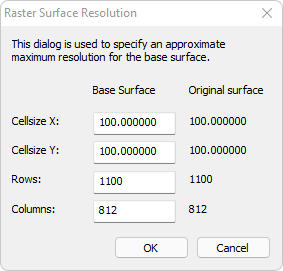 Raster Surface Resolution
This dialog is used to specify an approximate
maximum resolution for the base surface.
Base Surface Original surface
Cellsize X: 100.000000 100.000000
Cellsize Y: 100.000000 100.000000
Rows: 1100 1100
Columns: 812 812
OK Cancel